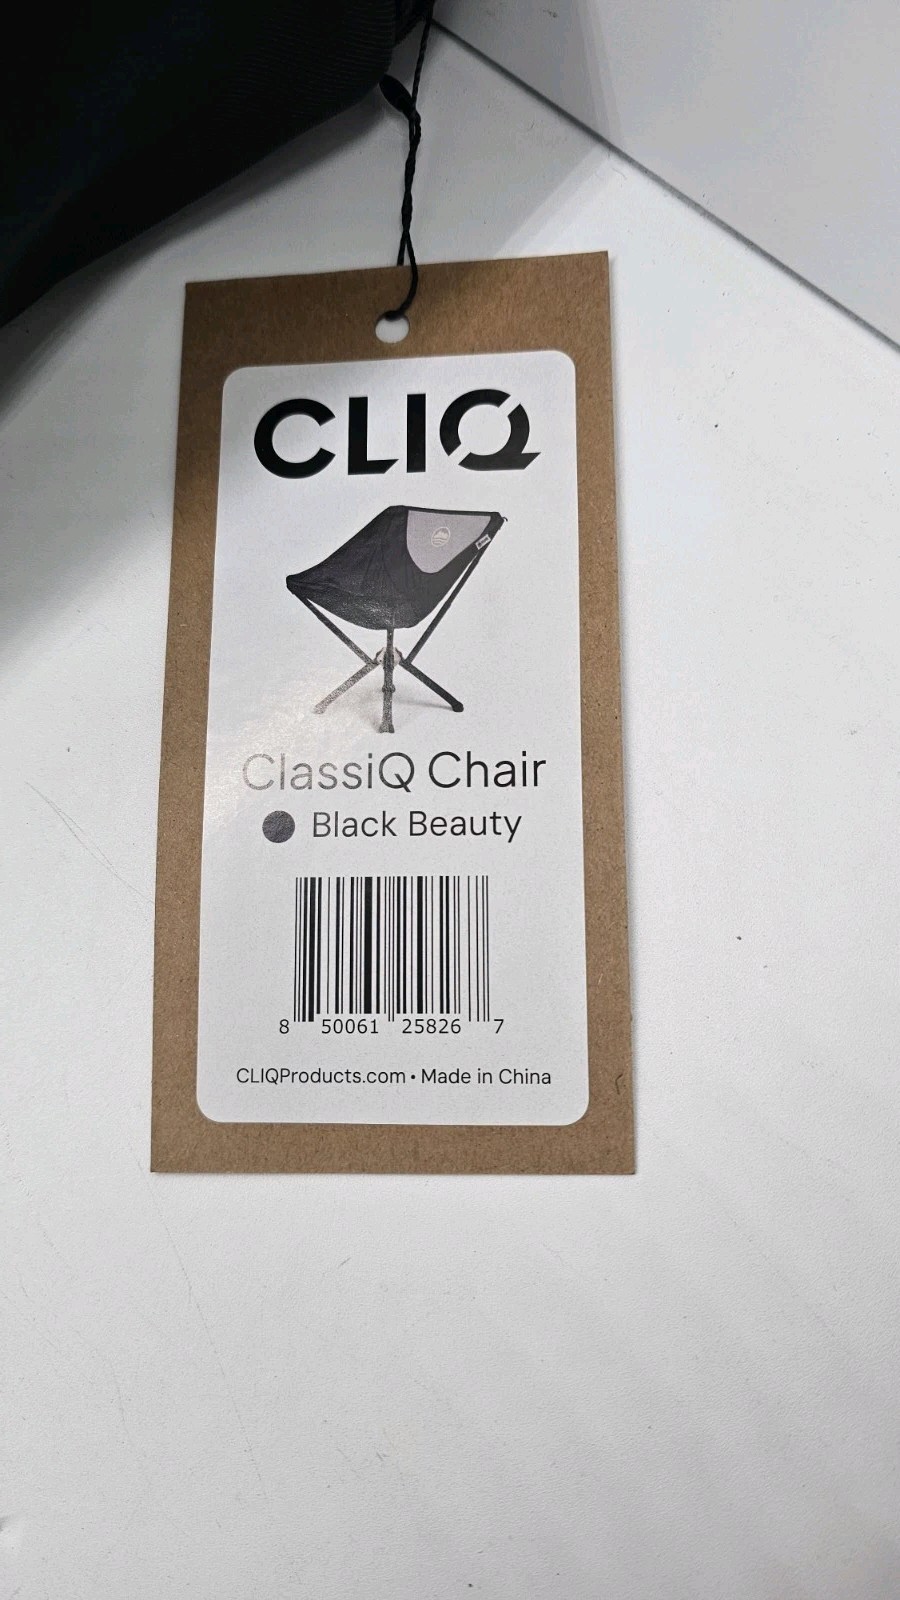 CLIQ
ClassiQ Chair
Black Beauty
8 50061 25826 7
CLIQProducts.com • Made in China